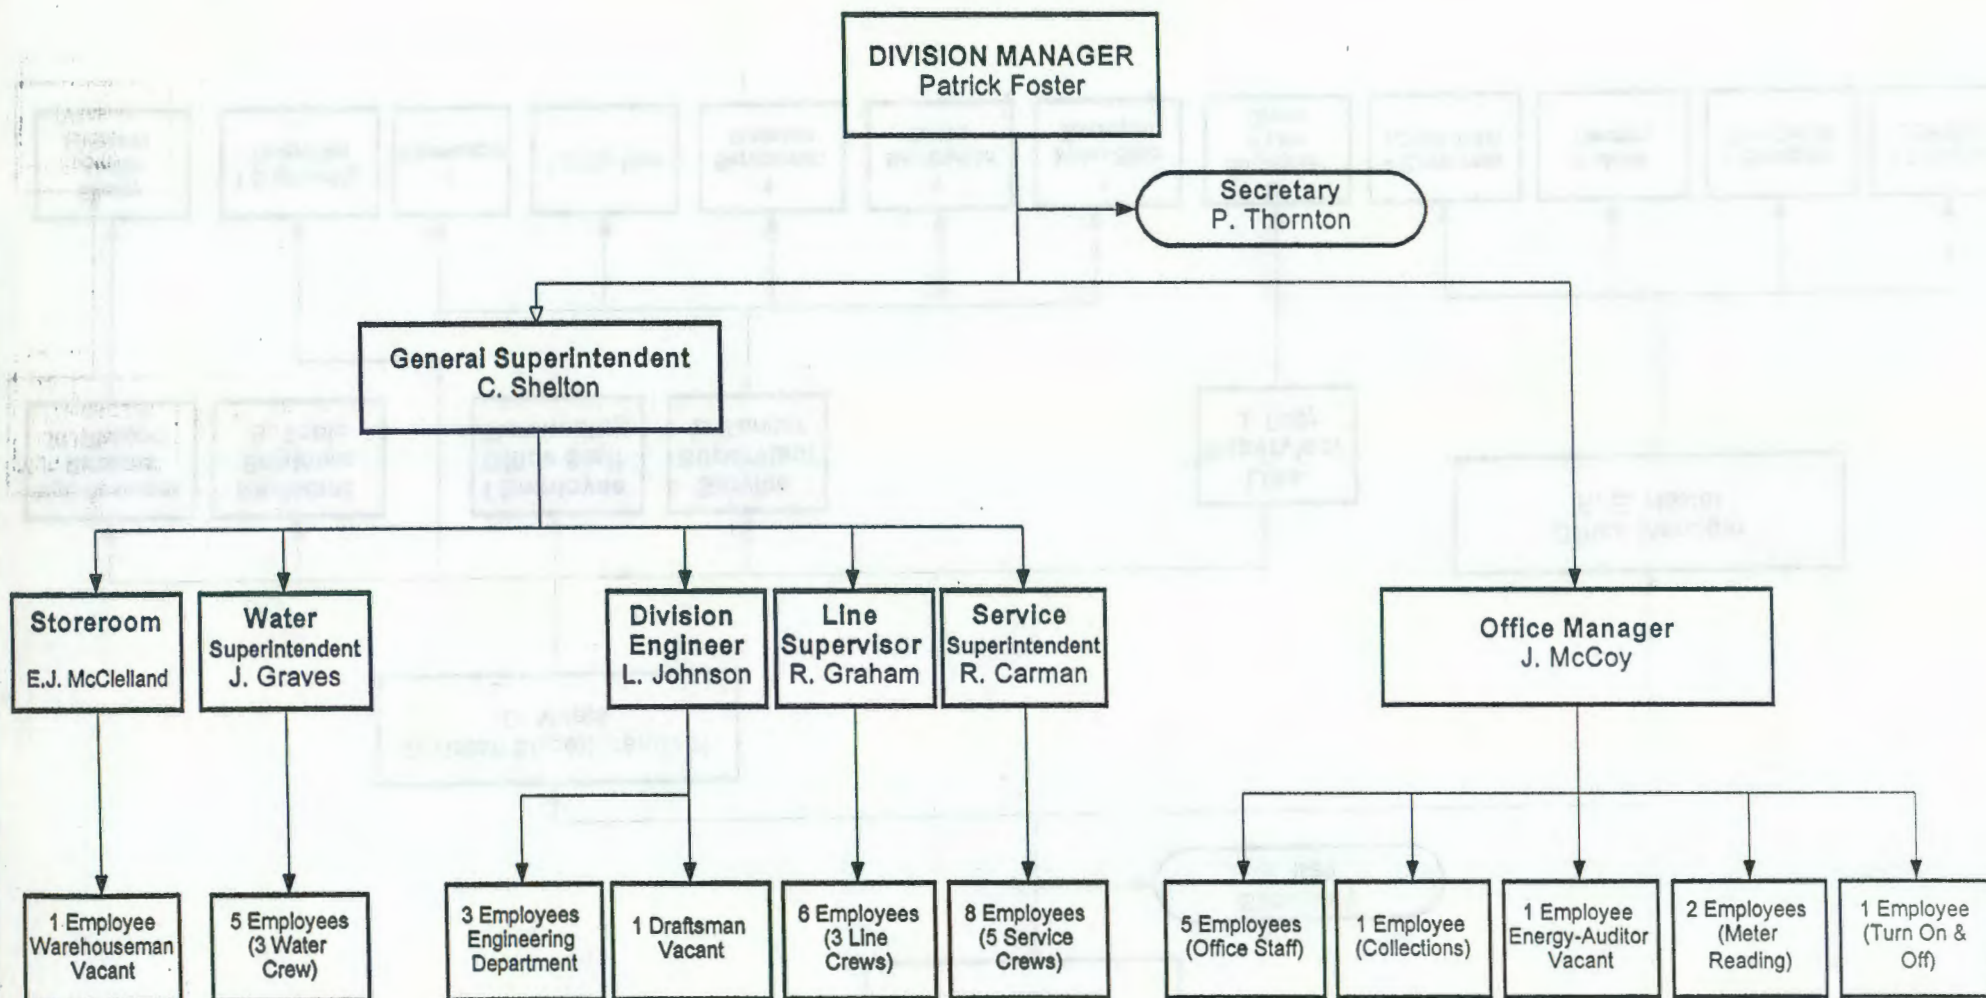 DIVISION MANAGER
Patrick Foster
Secretary
P. Thornton
General Superintendent
C. Shelton
Storeroom
E.J. McClelland
Water
Superintendent
J. Graves
Division
Engineer
L. Johnson
Line
Supervisor
R. Graham
Service
Superintendent
R. Carman
Office Manager
J. McCoy
1 Employee
Warehouseman
Vacant
5 Employees
(3 Water
Crew)
3 Employees
Engineering
Department
1 Draftsman
Vacant
6 Employees
(3 Line
Crews)
8 Employees
(5 Service
Crews)
5 Employees
(Office Staff)
1 Employee
(Collections)
1 Employee
Energy-Auditor
Vacant
2 Employees
(Meter
Reading)
1 Employee
(Turn On &
Off)